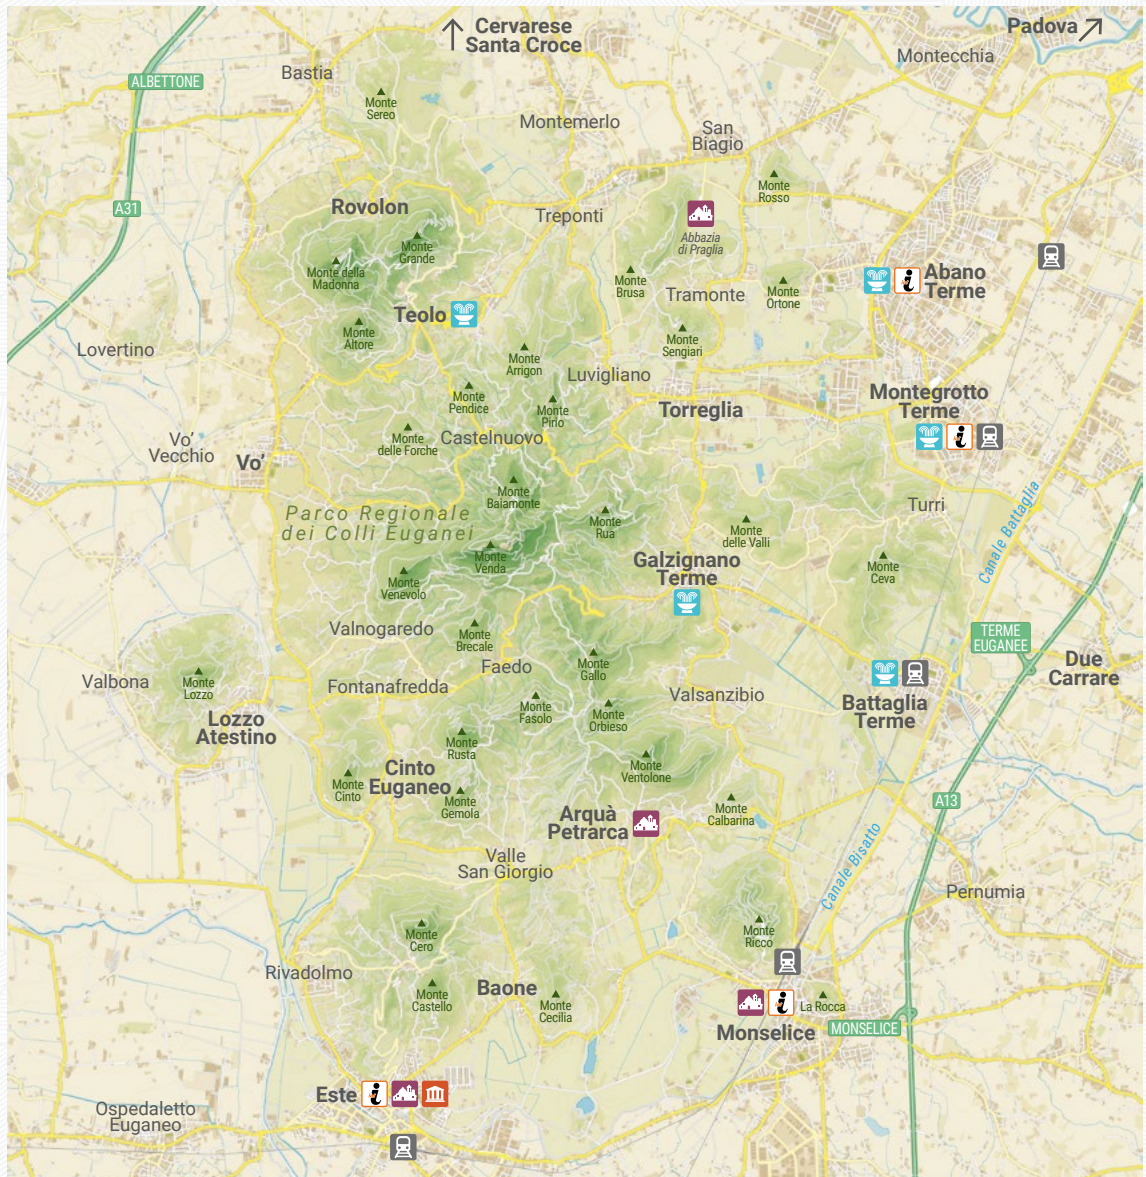 Cervarese
Santa Croce
Padova
Montecchia
Bastia
ALBETTONE
Monte
Sereo
Montemerlo
San
Biagio
Monte
Rosso
A31
Rovolon
Treponti
Abbazia
di Praglia
Monte
Grande
Monte della
Madonna
Monte
Brusa
Tramonte
Monte
Ortone
Abano
Terme
Teolo
Monte
Altore
Monte
Sengiari
Lovertino
Monte
Arrigon
Luvigliano
Monte
Pendice
Monte
Pirio
Torreglia
Montegrotto
Terme
Vo'
Vecchio
Vo'
Monte
delle Forche
Castelnuovo
Monte
Baiamonte
Parco Regionale
dei Colli Euganei
Monte
Rua
Monte
delle Valli
Turri
Canale Battaglia
Monte
Venda
Monte
Venevolo
Galzignano
Terme
Monte
Ceva
Valnogaredo
Monte
Brecale
TERME
EUGANEE
Due
Carrare
Valbona
Monte
Lozzo
Fontanafredda
Faedo
Monte
Gallo
Valsanzibio
Battaglia
Terme
Lozzo
Atestino
Monte
Fasolo
Monte
Orbieso
Monte
Rusta
Monte
Ventolone
Cinto
Euganeo
Monte
Cinto
Monte
Gemola
Arquà
Petrarca
Monte
Calbarina
A13
Valle
San Giorgio
Canale Bisatto
Pernumia
Monte
Cero
Monte
Ricco
Rivadolmo
Monte
Castello
Baone
Monte
Cecilia
La Rocca
Monselice
MONSELICE
Este
Ospedaletto
Euganeo